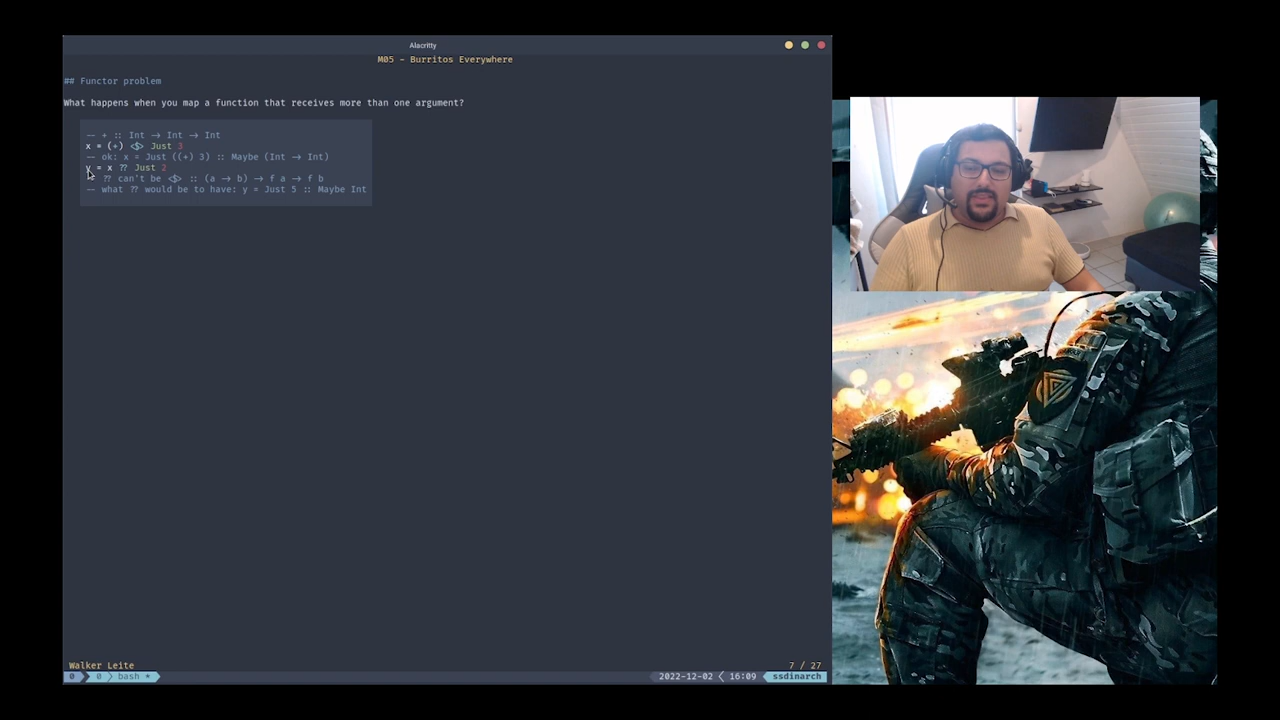 Alacritty
M05 - Burritos Everywhere
## Functor problem
What happens when you map a function that receives more than one argument?
-- + :: Int → Int → Int
x = (+) <$> Just 3
-- ok: x = Just ((+) 3) :: Maybe (Int → Int)
y = x ?? Just 2
-- ?? can't be <$> :: (a → b) → f a → f b
-- what ?? would be to have: y = Just 5 :: Maybe Int
Walker Leite
7 / 27
0 0 bash *
2022-12-02 16:09 ssdinarch